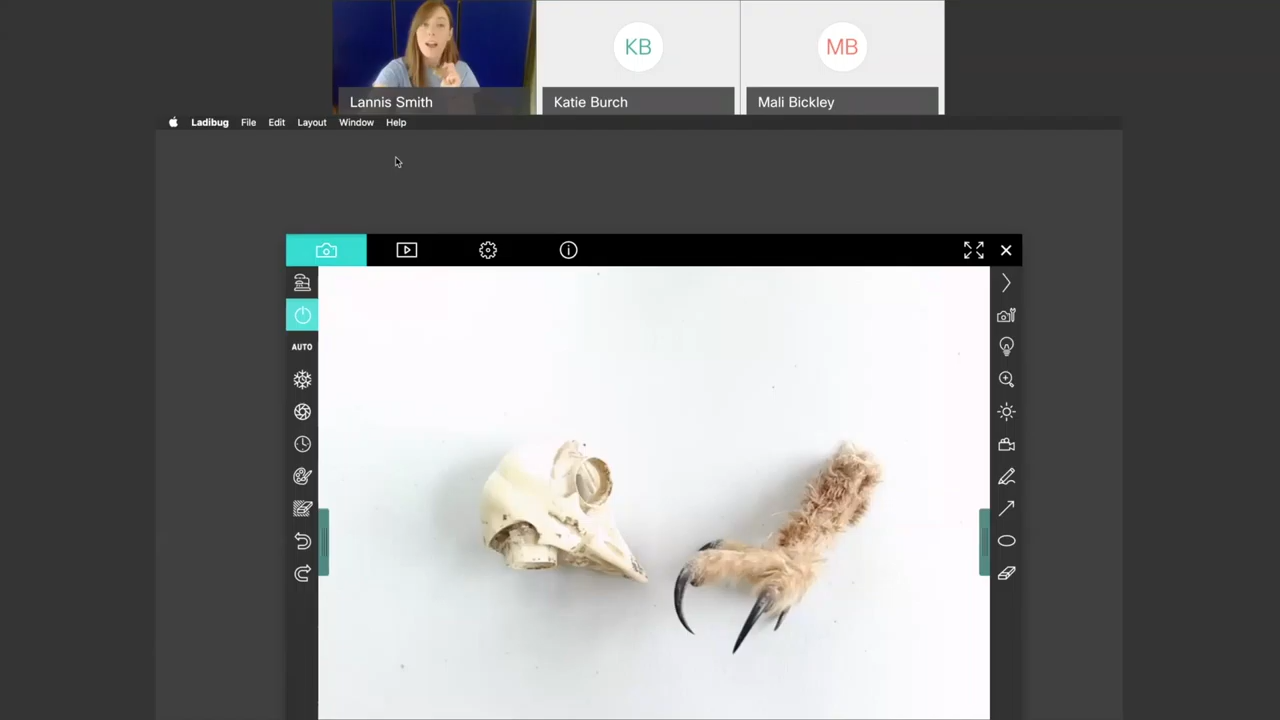 KB
MB
Lannis Smith
Katie Burch
Mali Bickley
Ladibug File Edit Layout Window Help
AUTO